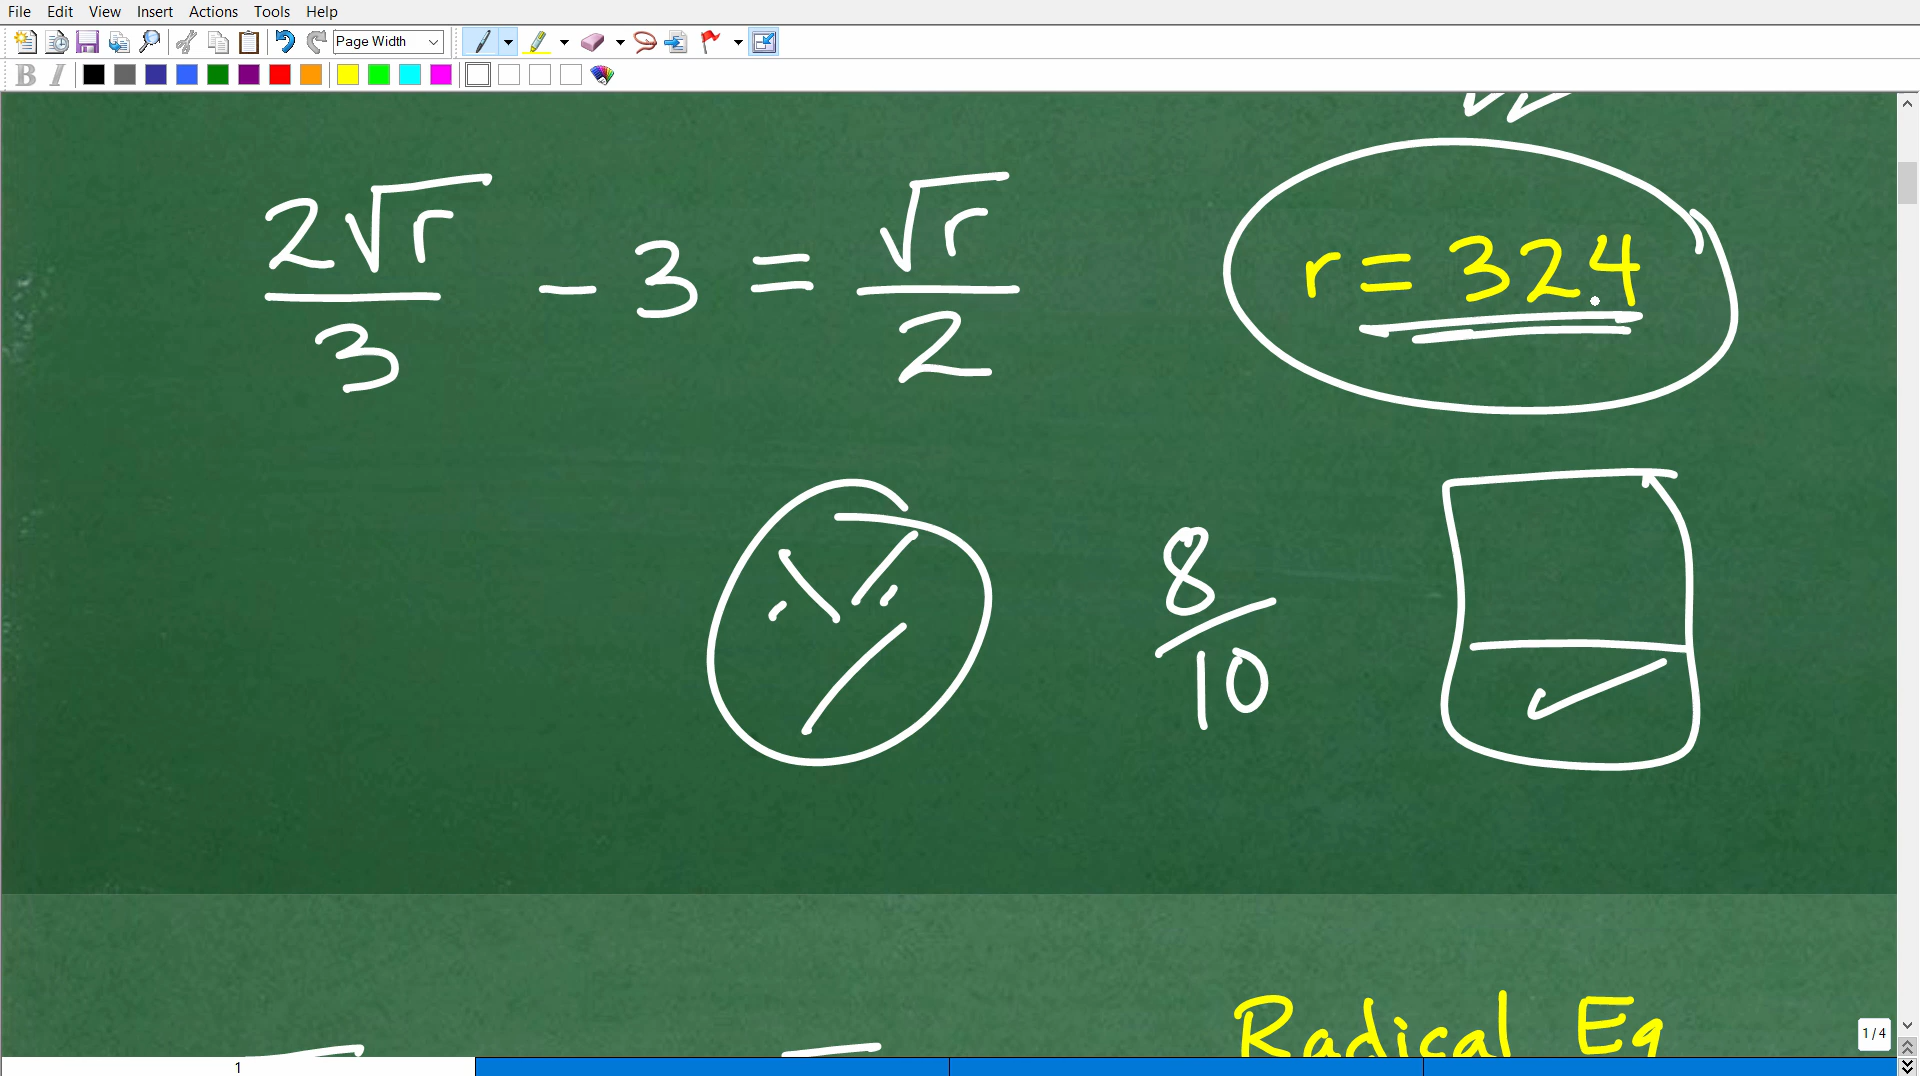 File Edit View Insert Actions Tools Help
Page Width
B I
2√r/3 - 3 = √r/2
r = 324
8/10
Radical Eq
1 / 4
1